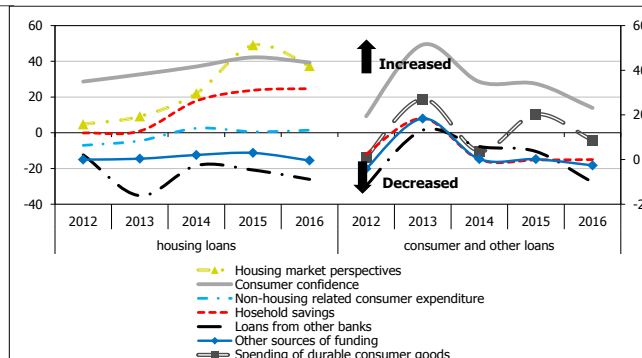 60
40
20
0
-20
-40
60
40
20
0
-2
Increased
Decreased
2012 2013 2014 2015 2016 2012 2013 2014 2015 2016
housing loans consumer and other loans
Housing market perspectives
Consumer confidence
Non-housing related consumer expenditure
Hosehold savings
Loans from other banks
Other sources of funding
Spending of durable consumer goods